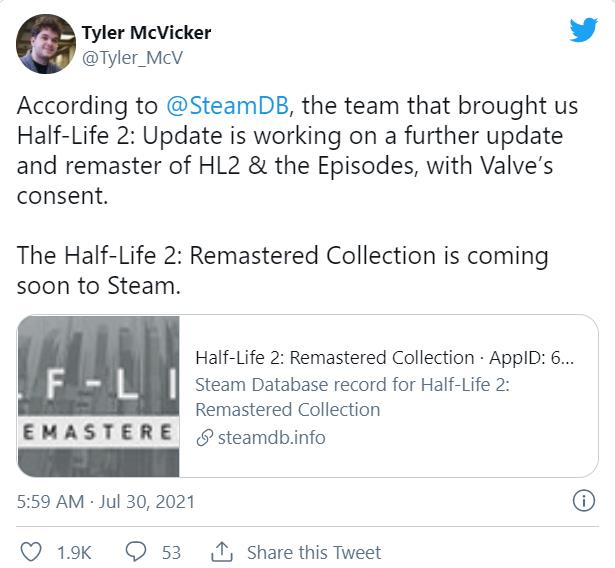 Tyler McVicker
@Tyler_McV
According to @SteamDB, the team that brought us
Half-Life 2: Update is working on a further update
and remaster of HL2 & the Episodes, with Valve's
consent.
The Half-Life 2: Remastered Collection is coming
soon to Steam.
F-LI
EMASTERE
Half-Life 2: Remastered Collection · AppID: 6...
Steam Database record for Half-Life 2:
Remastered Collection
steamdb.info
5:59 AM · Jul 30, 2021
1.9K 53 Share this Tweet